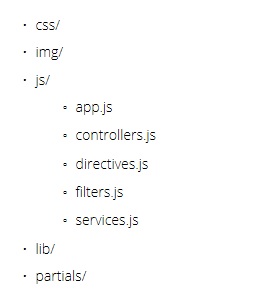 css/
img/
js/
app.js
controllers.js
directives.js
filters.js
services.js
lib/
partials/